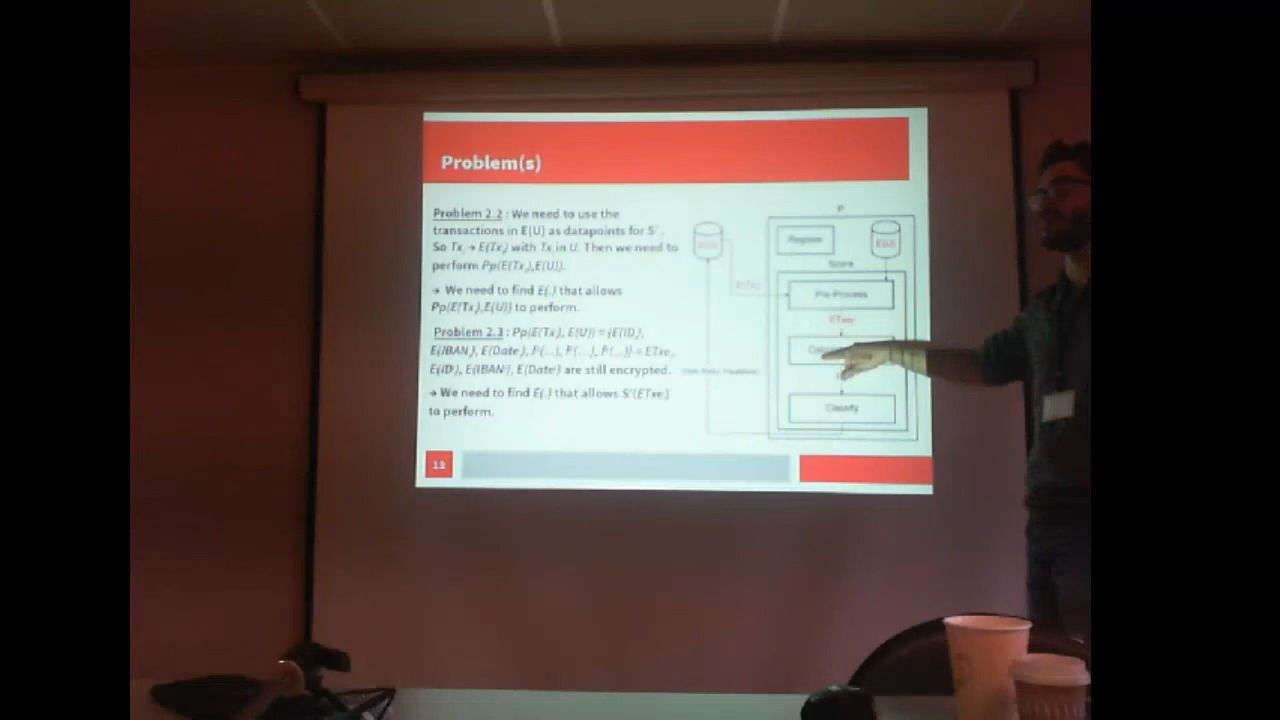 Problem(s)
Problem 2.2 : We need to use the
transactions in E(U) as datapoints for S'.
So Tx → E(Tx) with Tx in U. Then we need to
perform Pp(E(Tx),E(U)).
→ We need to find E(.) that allows
Pp(E(Tx),E(U)) to perform.
Problem 2.3 : Pp(E(Tx), E(U)) = {E(ID),
E(IBAN), E(Date), F(...), F(...), F(...)} = ETxe,
E(ID), E(IBAN), E(Date) are still encrypted.
→ We need to find E(.) that allows S'(ETxe)
to perform.
P
Register
E(U)
Score
E(Tx)
Pre-Process
ETxe
Classify
13